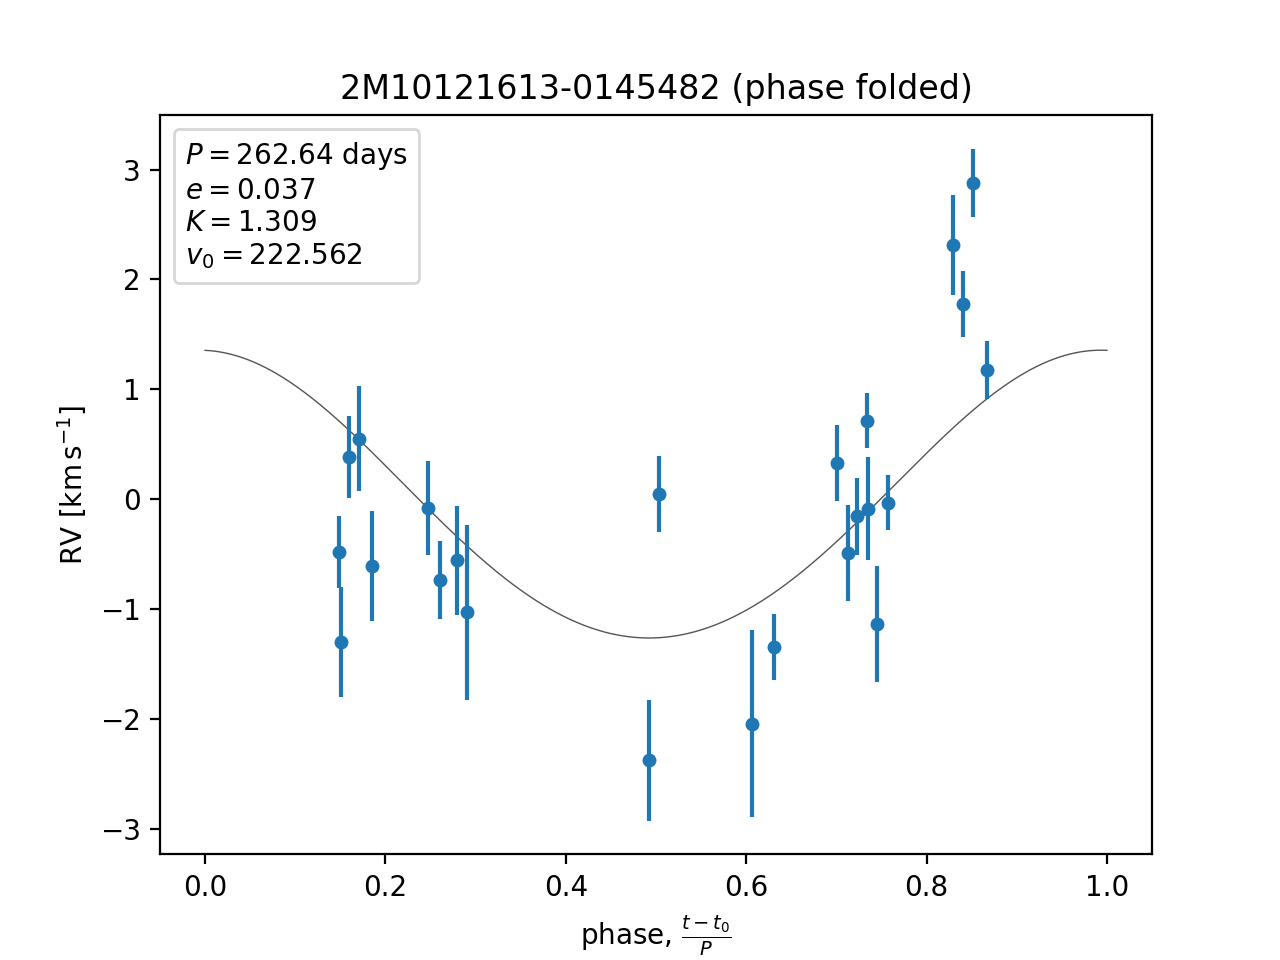 2M10121613-0145482 (phase folded)
P = 262.64 days
e = 0.037
K = 1.309
v₀ = 222.562
3
2
1
0
−1
−2
−3
RV [km s⁻¹]
0.0 0.2 0.4 0.6 0.8 1.0
phase, (t − t₀)/P